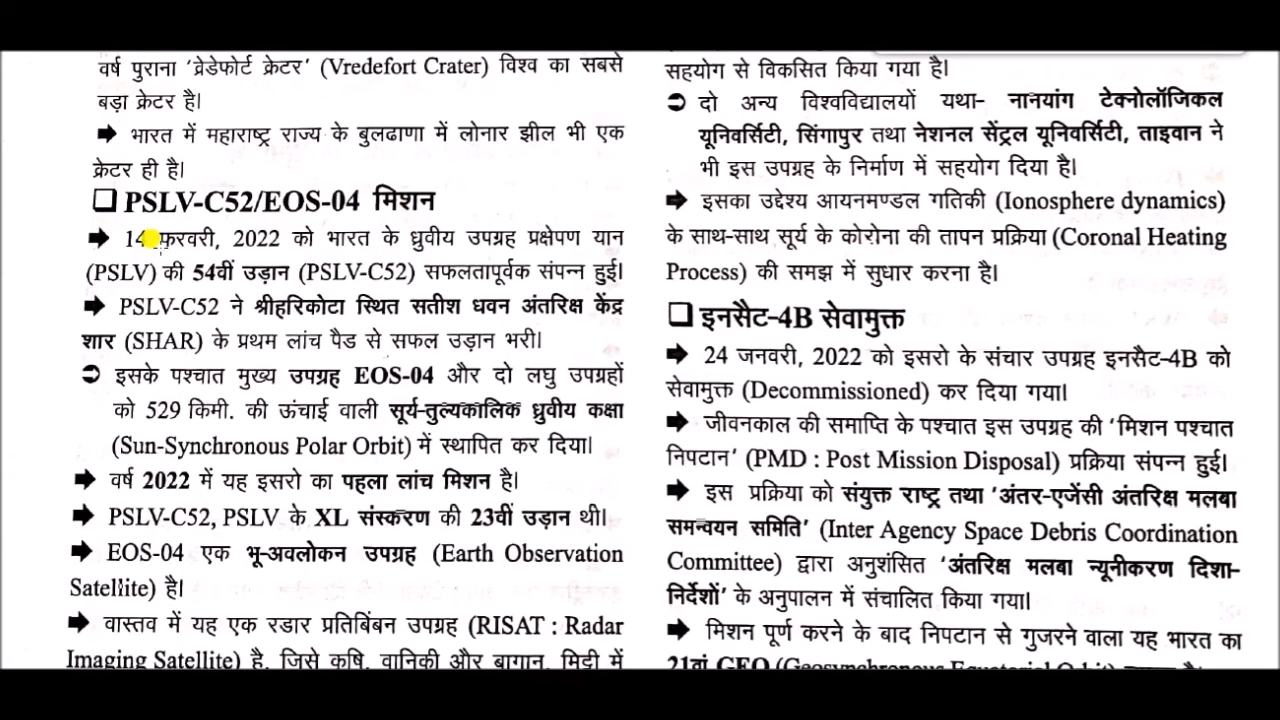 वर्ष पुराना ‘व्रेडेफोर्ट क्रेटर’ (Vredefort Crater) विश्व का सबसे
बड़ा क्रेटर है।
➡ भारत में महाराष्ट्र राज्य के बुलढाणा में लोनार झील भी एक
क्रेटर ही है।
❑ PSLV-C52/EOS-04 मिशन
➡ 14 फरवरी, 2022 को भारत के ध्रुवीय उपग्रह प्रक्षेपण यान
(PSLV) की 54वीं उड़ान (PSLV-C52) सफलतापूर्वक संपन्न हुई।
➡ PSLV-C52 ने श्रीहरिकोटा स्थित सतीश धवन अंतरिक्ष केंद्र
शार (SHAR) के प्रथम लांच पैड से सफल उड़ान भरी।
➲ इसके पश्चात मुख्य उपग्रह EOS-04 और दो लघु उपग्रहों
को 529 किमी. की ऊंचाई वाली सूर्य-तुल्यकालिक ध्रुवीय कक्षा
(Sun-Synchronous Polar Orbit) में स्थापित कर दिया।
➡ वर्ष 2022 में यह इसरो का पहला लांच मिशन है।
➡ PSLV-C52, PSLV के XL संस्करण की 23वीं उड़ान थी।
➡ EOS-04 एक भू-अवलोकन उपग्रह (Earth Observation
Satellite) है।
➡ वास्तव में यह एक रडार प्रतिबिंबन उपग्रह (RISAT : Radar
Imaging Satellite) है, जिसे कृषि, वानिकी और बागान, मिट्टी में
सहयोग से विकसित किया गया है।
➲ दो अन्य विश्वविद्यालयों यथा- नानयांग टेक्नोलॉजिकल
यूनिवर्सिटी, सिंगापुर तथा नेशनल सेंट्रल यूनिवर्सिटी, ताइवान ने
भी इस उपग्रह के निर्माण में सहयोग दिया है।
➡ इसका उद्देश्य आयनमण्डल गतिकी (Ionosphere dynamics)
के साथ-साथ सूर्य के कोरोना की तापन प्रक्रिया (Coronal Heating
Process) की समझ में सुधार करना है।
❑ इनसैट-4B सेवामुक्त
➡ 24 जनवरी, 2022 को इसरो के संचार उपग्रह इनसैट-4B को
सेवामुक्त (Decommissioned) कर दिया गया।
➡ जीवनकाल की समाप्ति के पश्चात इस उपग्रह की ‘मिशन पश्चात
निपटान’ (PMD : Post Mission Disposal) प्रक्रिया संपन्न हुई।
➡ इस प्रक्रिया को संयुक्त राष्ट्र तथा ‘अंतर-एजेंसी अंतरिक्ष मलबा
समन्वयन समिति’ (Inter Agency Space Debris Coordination
Committee) द्वारा अनुशंसित ‘अंतरिक्ष मलबा न्यूनीकरण दिशा-
निर्देशों’ के अनुपालन में संचालित किया गया।
➡ मिशन पूर्ण करने के बाद निपटान से गुजरने वाला यह भारत का
21वां GEO (Geosynchronous Equatorial Orbit)